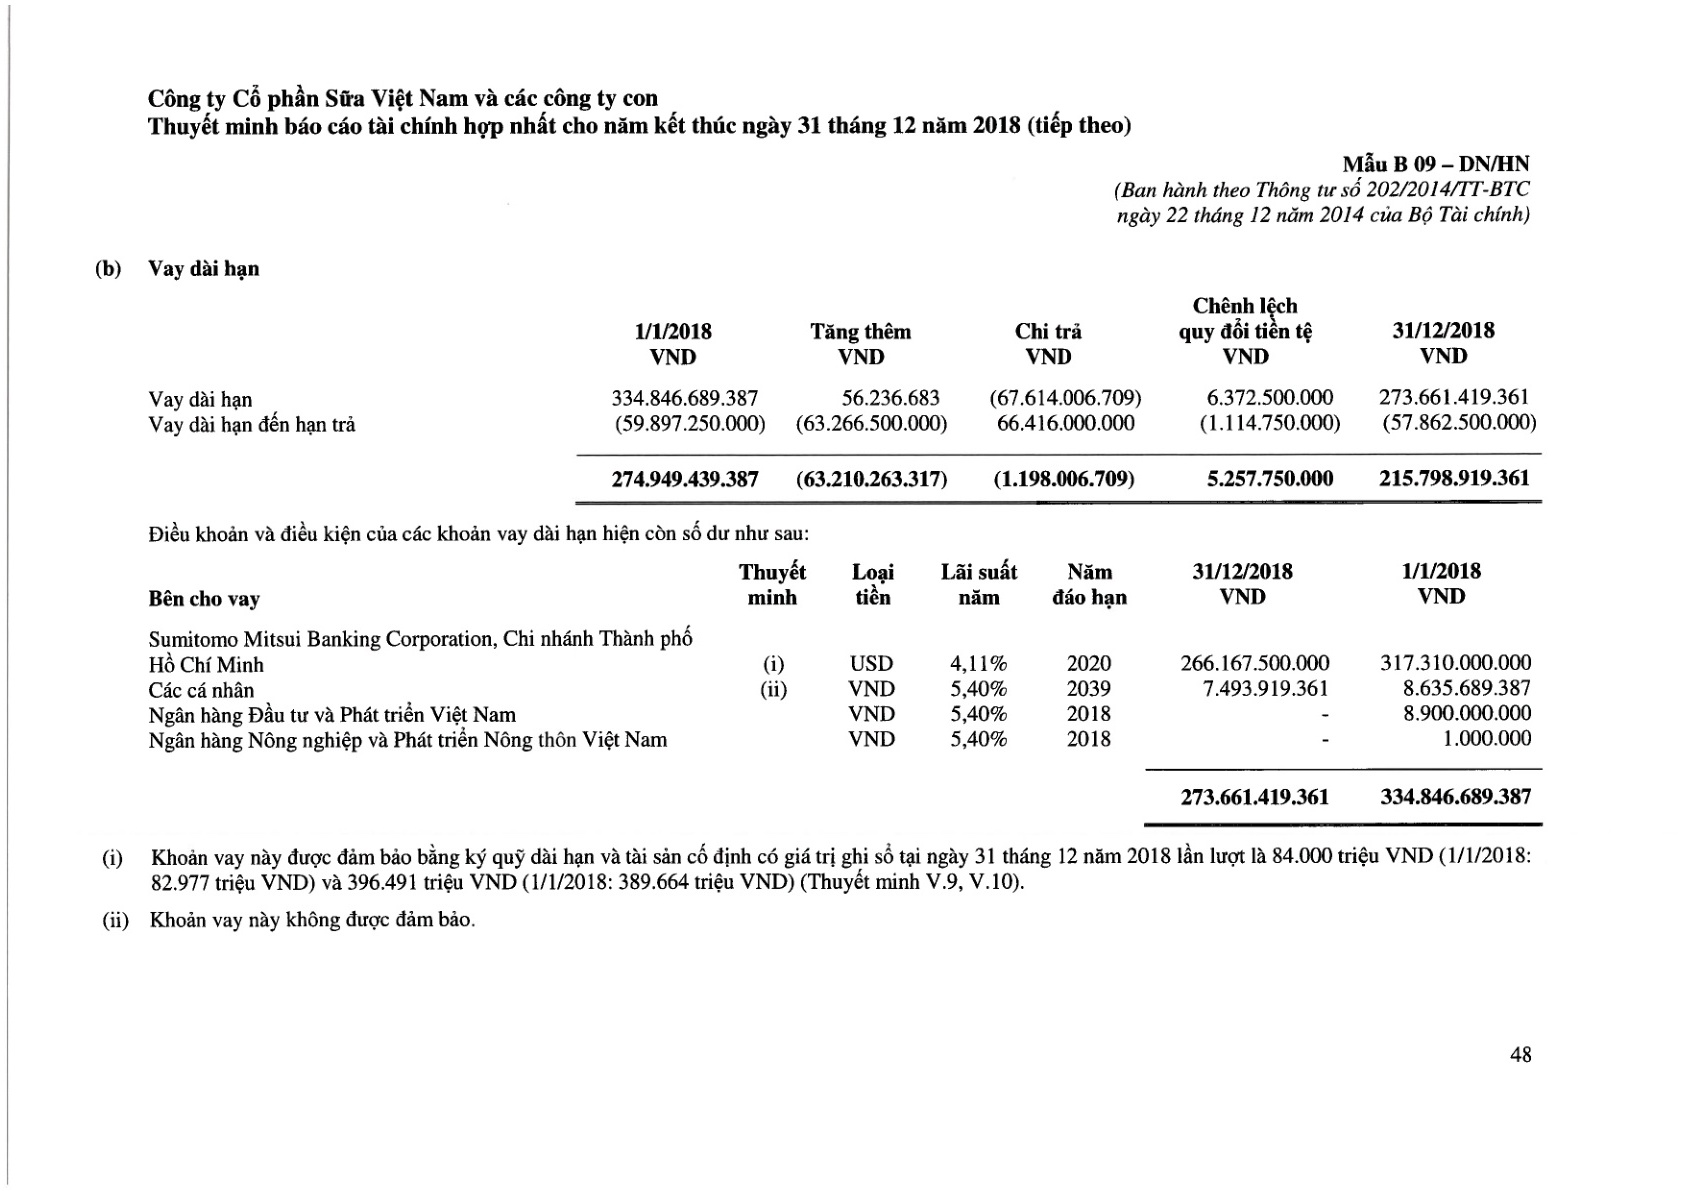 Công ty Cổ phần Sữa Việt Nam và các công ty con
Thuyết minh báo cáo tài chính hợp nhất cho năm kết thúc ngày 31 tháng 12 năm 2018 (tiếp theo)
Mẫu B 09 – DN/HN
(Ban hành theo Thông tư số 202/2014/TT-BTC
ngày 22 tháng 12 năm 2014 của Bộ Tài chính)
(b) Vay dài hạn
Chênh lệch
1/1/2018 Tăng thêm Chi trả quy đổi tiền tệ 31/12/2018
VND VND VND VND VND
Vay dài hạn 334.846.689.387 56.236.683 (67.614.006.709) 6.372.500.000 273.661.419.361
Vay dài hạn đến hạn trả (59.897.250.000) (63.266.500.000) 66.416.000.000 (1.114.750.000) (57.862.500.000)
274.949.439.387 (63.210.263.317) (1.198.006.709) 5.257.750.000 215.798.919.361
Điều khoản và điều kiện của các khoản vay dài hạn hiện còn số dư như sau:
Thuyết Loại Lãi suất Năm 31/12/2018 1/1/2018
Bên cho vay minh tiền năm đáo hạn VND VND
Sumitomo Mitsui Banking Corporation, Chi nhánh Thành phố
Hồ Chí Minh (i) USD 4,11% 2020 266.167.500.000 317.310.000.000
Các cá nhân (ii) VND 5,40% 2039 7.493.919.361 8.635.689.387
Ngân hàng Đầu tư và Phát triển Việt Nam VND 5,40% 2018 - 8.900.000.000
Ngân hàng Nông nghiệp và Phát triển Nông thôn Việt Nam VND 5,40% 2018 - 1.000.000
273.661.419.361 334.846.689.387
(i) Khoản vay này được đảm bảo bằng ký quỹ dài hạn và tài sản cố định có giá trị ghi sổ tại ngày 31 tháng 12 năm 2018 lần lượt là 84.000 triệu VND (1/1/2018:
82.977 triệu VND) và 396.491 triệu VND (1/1/2018: 389.664 triệu VND) (Thuyết minh V.9, V.10).
(ii) Khoản vay này không được đảm bảo.
48